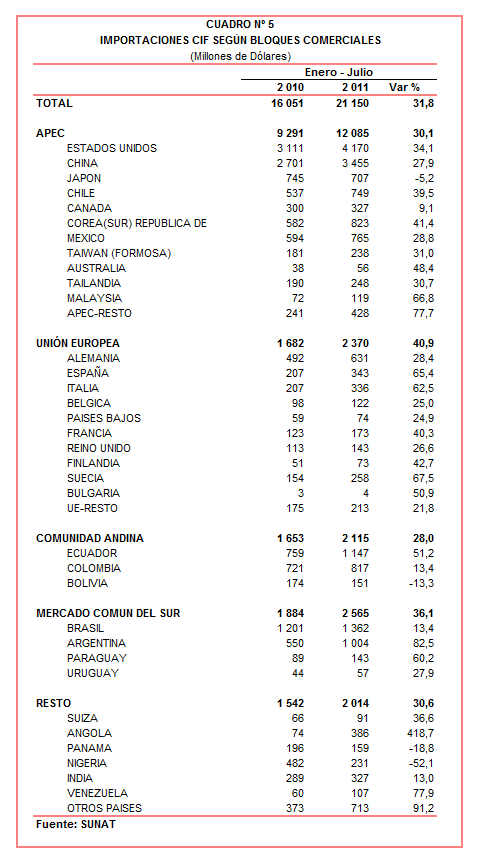 CUADRO Nº 5
IMPORTACIONES CIF SEGÚN BLOQUES COMERCIALES
(Millones de Dólares)
Enero - Julio
2 010 2 011 Var %
TOTAL 16 051 21 150 31,8
APEC 9 291 12 085 30,1
ESTADOS UNIDOS 3 111 4 170 34,1
CHINA 2 701 3 455 27,9
JAPON 745 707 -5,2
CHILE 537 749 39,5
CANADA 300 327 9,1
COREA(SUR) REPUBLICA DE 582 823 41,4
MEXICO 594 765 28,8
TAIWAN (FORMOSA) 181 238 31,0
AUSTRALIA 38 56 48,4
TAILANDIA 190 248 30,7
MALAYSIA 72 119 66,8
APEC-RESTO 241 428 77,7
UNIÓN EUROPEA 1 682 2 370 40,9
ALEMANIA 492 631 28,4
ESPAÑA 207 343 65,4
ITALIA 207 336 62,5
BELGICA 98 122 25,0
PAISES BAJOS 59 74 24,9
FRANCIA 123 173 40,3
REINO UNIDO 113 143 26,6
FINLANDIA 51 73 42,7
SUECIA 154 258 67,5
BULGARIA 3 4 50,9
UE-RESTO 175 213 21,8
COMUNIDAD ANDINA 1 653 2 115 28,0
ECUADOR 759 1 147 51,2
COLOMBIA 721 817 13,4
BOLIVIA 174 151 -13,3
MERCADO COMUN DEL SUR 1 884 2 565 36,1
BRASIL 1 201 1 362 13,4
ARGENTINA 550 1 004 82,5
PARAGUAY 89 143 60,2
URUGUAY 44 57 27,9
RESTO 1 542 2 014 30,6
SUIZA 66 91 36,6
ANGOLA 74 386 418,7
PANAMA 196 159 -18,8
NIGERIA 482 231 -52,1
INDIA 289 327 13,0
VENEZUELA 60 107 77,9
OTROS PAISES 373 713 91,2
Fuente: SUNAT